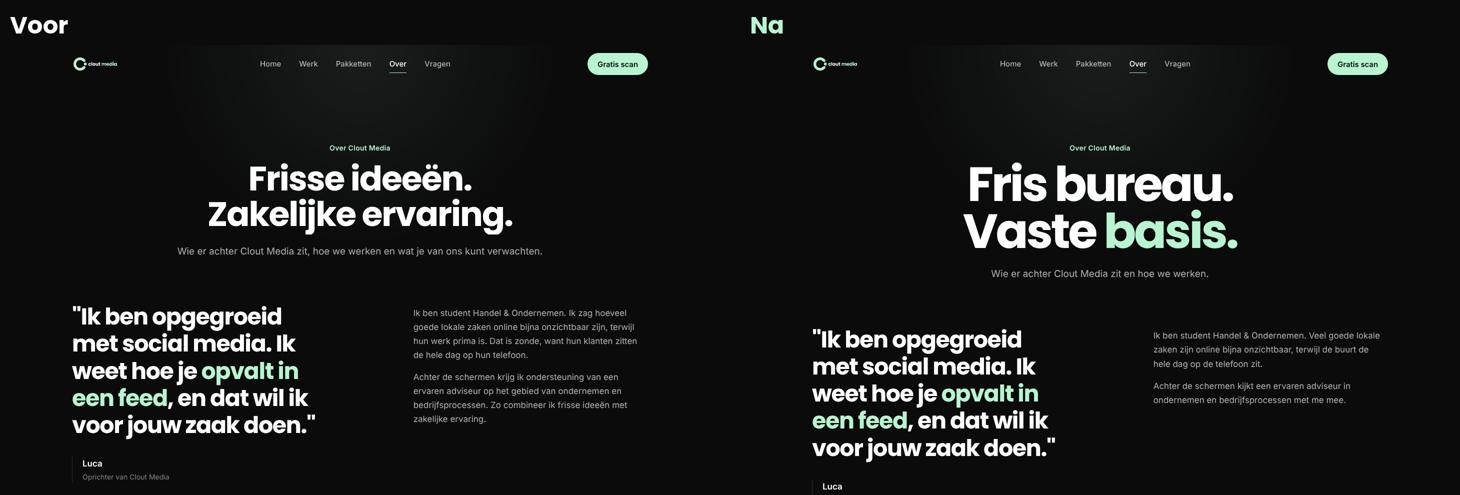 Voor
clout media
Home Werk Pakketten Over Vragen
Gratis scan
Over Clout Media
Frisse ideeën.
Zakelijke ervaring.
Wie er achter Clout Media zit, hoe we werken en wat je van ons kunt verwachten.
"Ik ben opgegroeid
met social media. Ik
weet hoe je opvalt in
een feed, en dat wil ik
voor jouw zaak doen."
Luca
Oprichter van Clout Media
Ik ben student Handel & Ondernemen. Ik zag hoeveel
goede lokale zaken online bijna onzichtbaar zijn, terwijl
hun werk prima is. Dat is zonde, want hun klanten zitten
de hele dag op hun telefoon.
Achter de schermen krijg ik ondersteuning van een
ervaren adviseur op het gebied van ondernemen en
bedrijfsprocessen. Zo combineer ik frisse ideeën met
zakelijke ervaring.
Na
clout media
Home Werk Pakketten Over Vragen
Gratis scan
Over Clout Media
Fris bureau.
Vaste basis.
Wie er achter Clout Media zit en hoe we werken.
"Ik ben opgegroeid
met social media. Ik
weet hoe je opvalt in
een feed, en dat wil ik
voor jouw zaak doen."
Luca
Ik ben student Handel & Ondernemen. Veel goede lokale
zaken zijn online bijna onzichtbaar, terwijl de buurt de
hele dag op de telefoon zit.
Achter de schermen kijkt een ervaren adviseur in
ondernemen en bedrijfsprocessen met me mee.